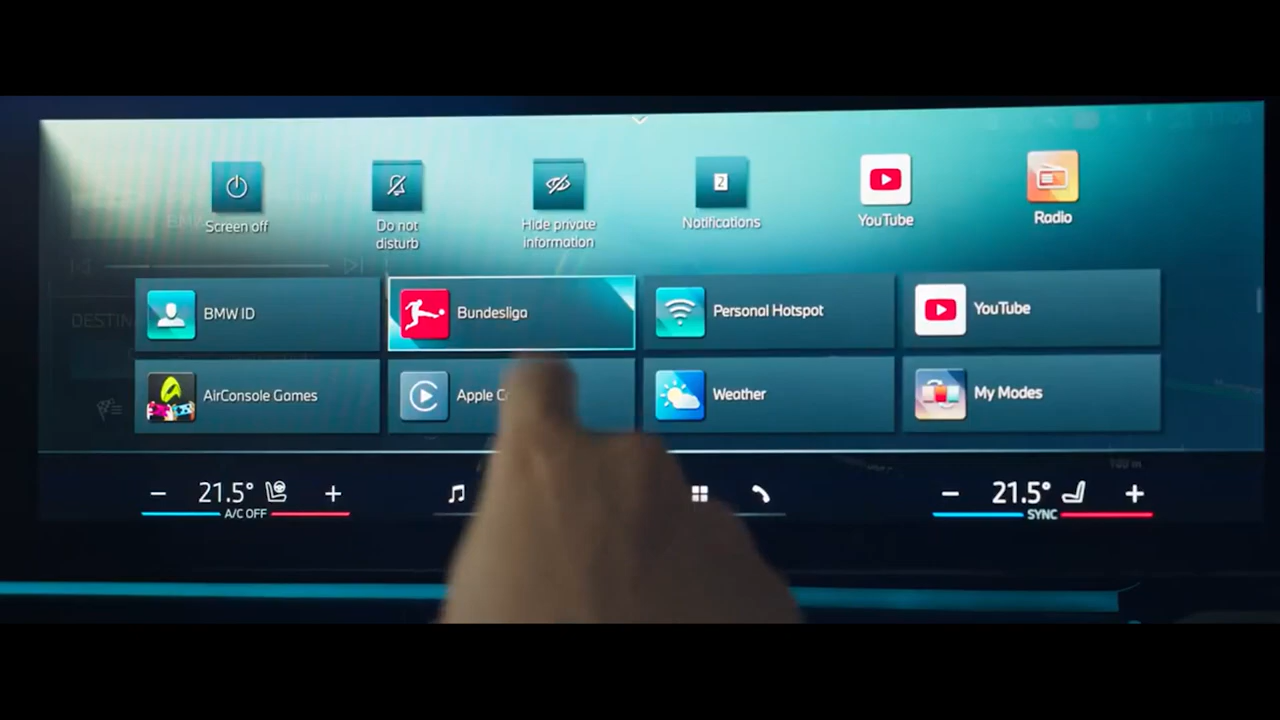 Screen off
Do not
disturb
Hide private
information
2
Notifications
YouTube
Radio
BMW ID
Bundesliga
Personal Hotspot
YouTube
AirConsole Games
Apple
Weather
My Modes
21.5°
A/C OFF
21.5°
SYNC